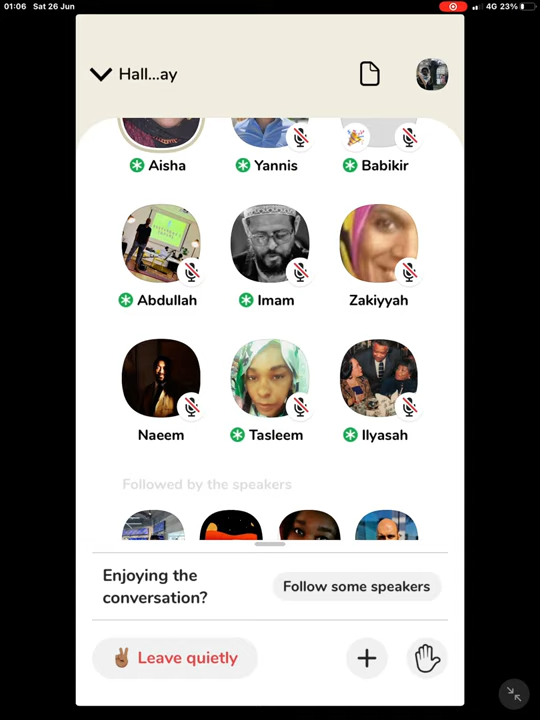 01:06 Sat 26 Jun 4G 23%
Hall...ay
Aisha Yannis Babikir
Abdullah Imam Zakiyyah
Naeem Tasleem Ilyasah
Followed by the speakers
Enjoying the
conversation?
Follow some speakers
Leave quietly